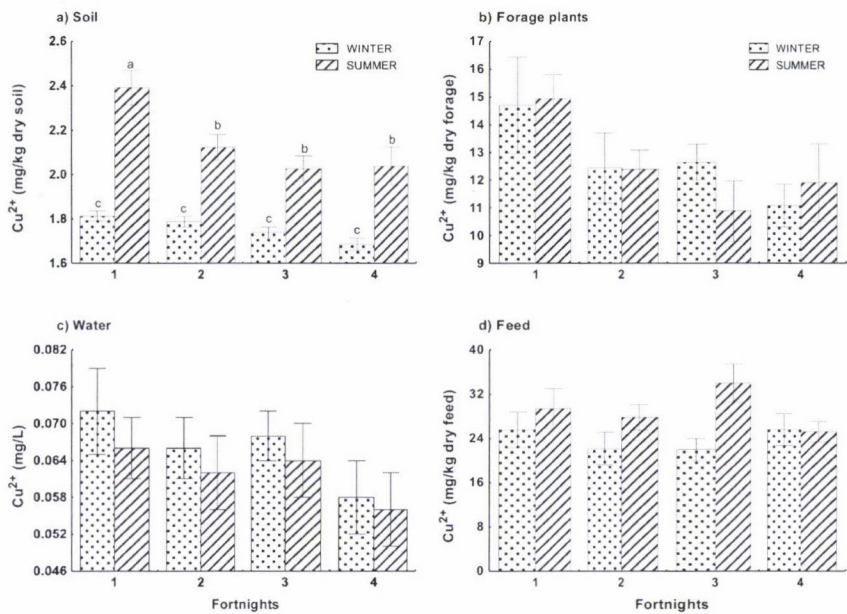 a) Soil
2.6
2.4
2.2
2.0
1.8
1.6
Cu²⁺ (mg/kg dry soil)
WINTER
SUMMER
c
a
c
b
c
b
c
b
1
2
3
4
b) Forage plants
17
16
15
14
13
12
11
10
9
Cu²⁺ (mg/kg dry forage)
WINTER
SUMMER
1
2
3
4
c) Water
0.082
0.076
0.070
0.064
0.058
0.052
0.046
Cu²⁺ (mg/L)
1
2
3
4
Fortnights
d) Feed
40
34
28
22
16
0
Cu²⁺ (mg/kg dry feed)
1
2
3
4
Fortnights